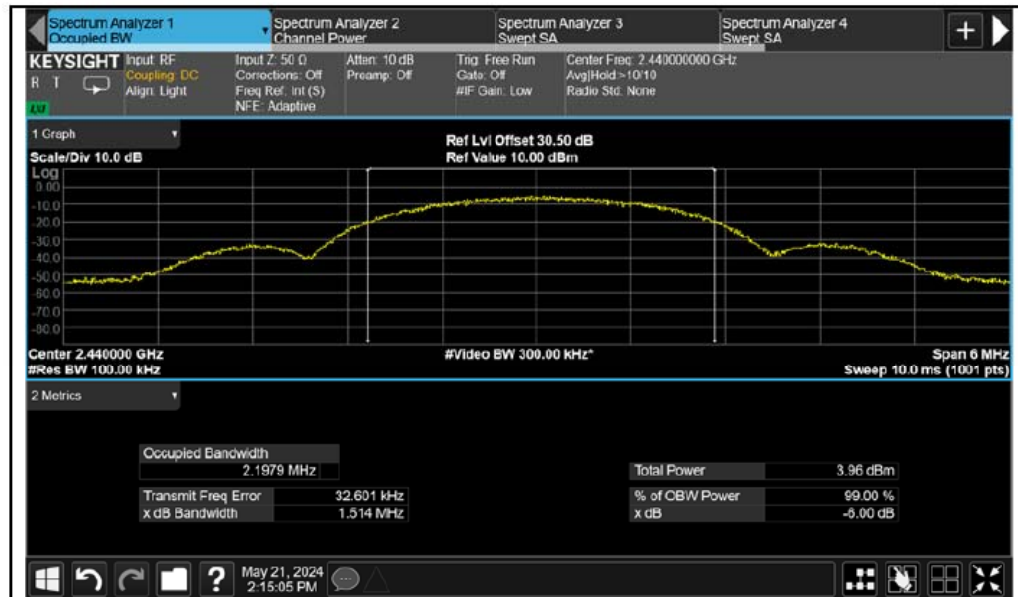 Spectrum Analyzer 1
Occupied BW
Spectrum Analyzer 2
Channel Power
Spectrum Analyzer 3
Swept SA
Spectrum Analyzer 4
Swept SA
KEYSIGHT
R T
LXI
Input: RF
Coupling: DC
Align: Light
Input Z: 50 Ω
Corrections: Off
Freq Ref: Int (S)
NFE: Adaptive
Atten: 10 dB
Preamp: Off
Trig: Free Run
Gate: Off
#IF Gain: Low
Center Freq: 2.440000000 GHz
Avg|Hold:>10/10
Radio Std: None
1 Graph
Scale/Div 10.0 dB
Ref Lvl Offset 30.50 dB
Ref Value 10.00 dBm
Log
0.00
-10.0
-20.0
-30.0
-40.0
-50.0
-60.0
-70.0
-80.0
Center 2.440000 GHz
#Res BW 100.00 kHz
#Video BW 300.00 kHz*
Span 6 MHz
Sweep 10.0 ms (1001 pts)
2 Metrics
Occupied Bandwidth
2.1979 MHz
Transmit Freq Error 32.601 kHz
x dB Bandwidth 1.514 MHz
Total Power 3.96 dBm
% of OBW Power 99.00 %
x dB -6.00 dB
?
May 21, 2024
2:15:05 PM